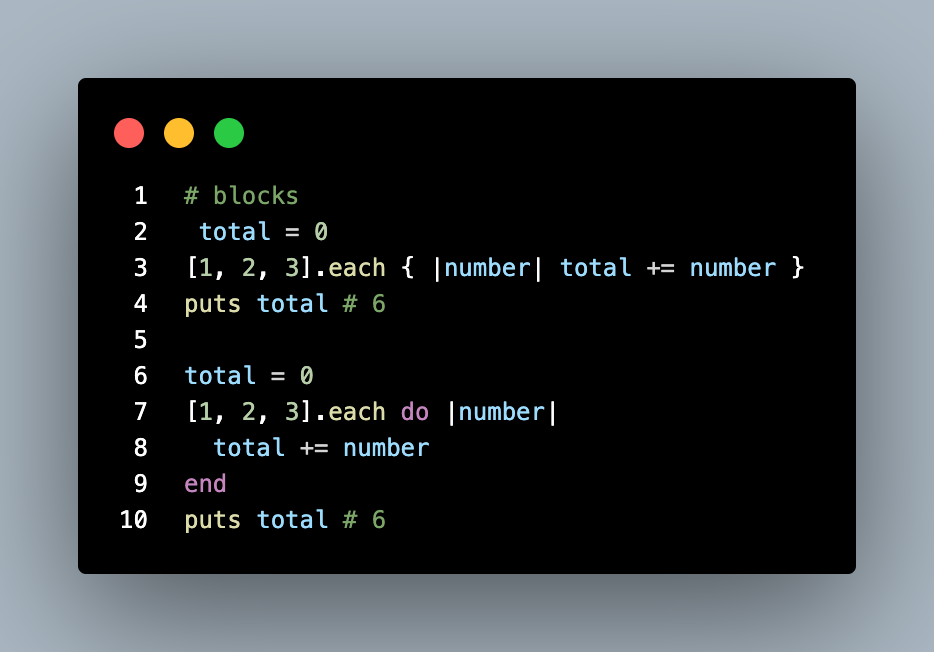 1 # blocks
2  total = 0
3 [1, 2, 3].each { |number| total += number }
4 puts total # 6
5
6 total = 0
7 [1, 2, 3].each do |number|
8   total += number
9 end
10 puts total # 6